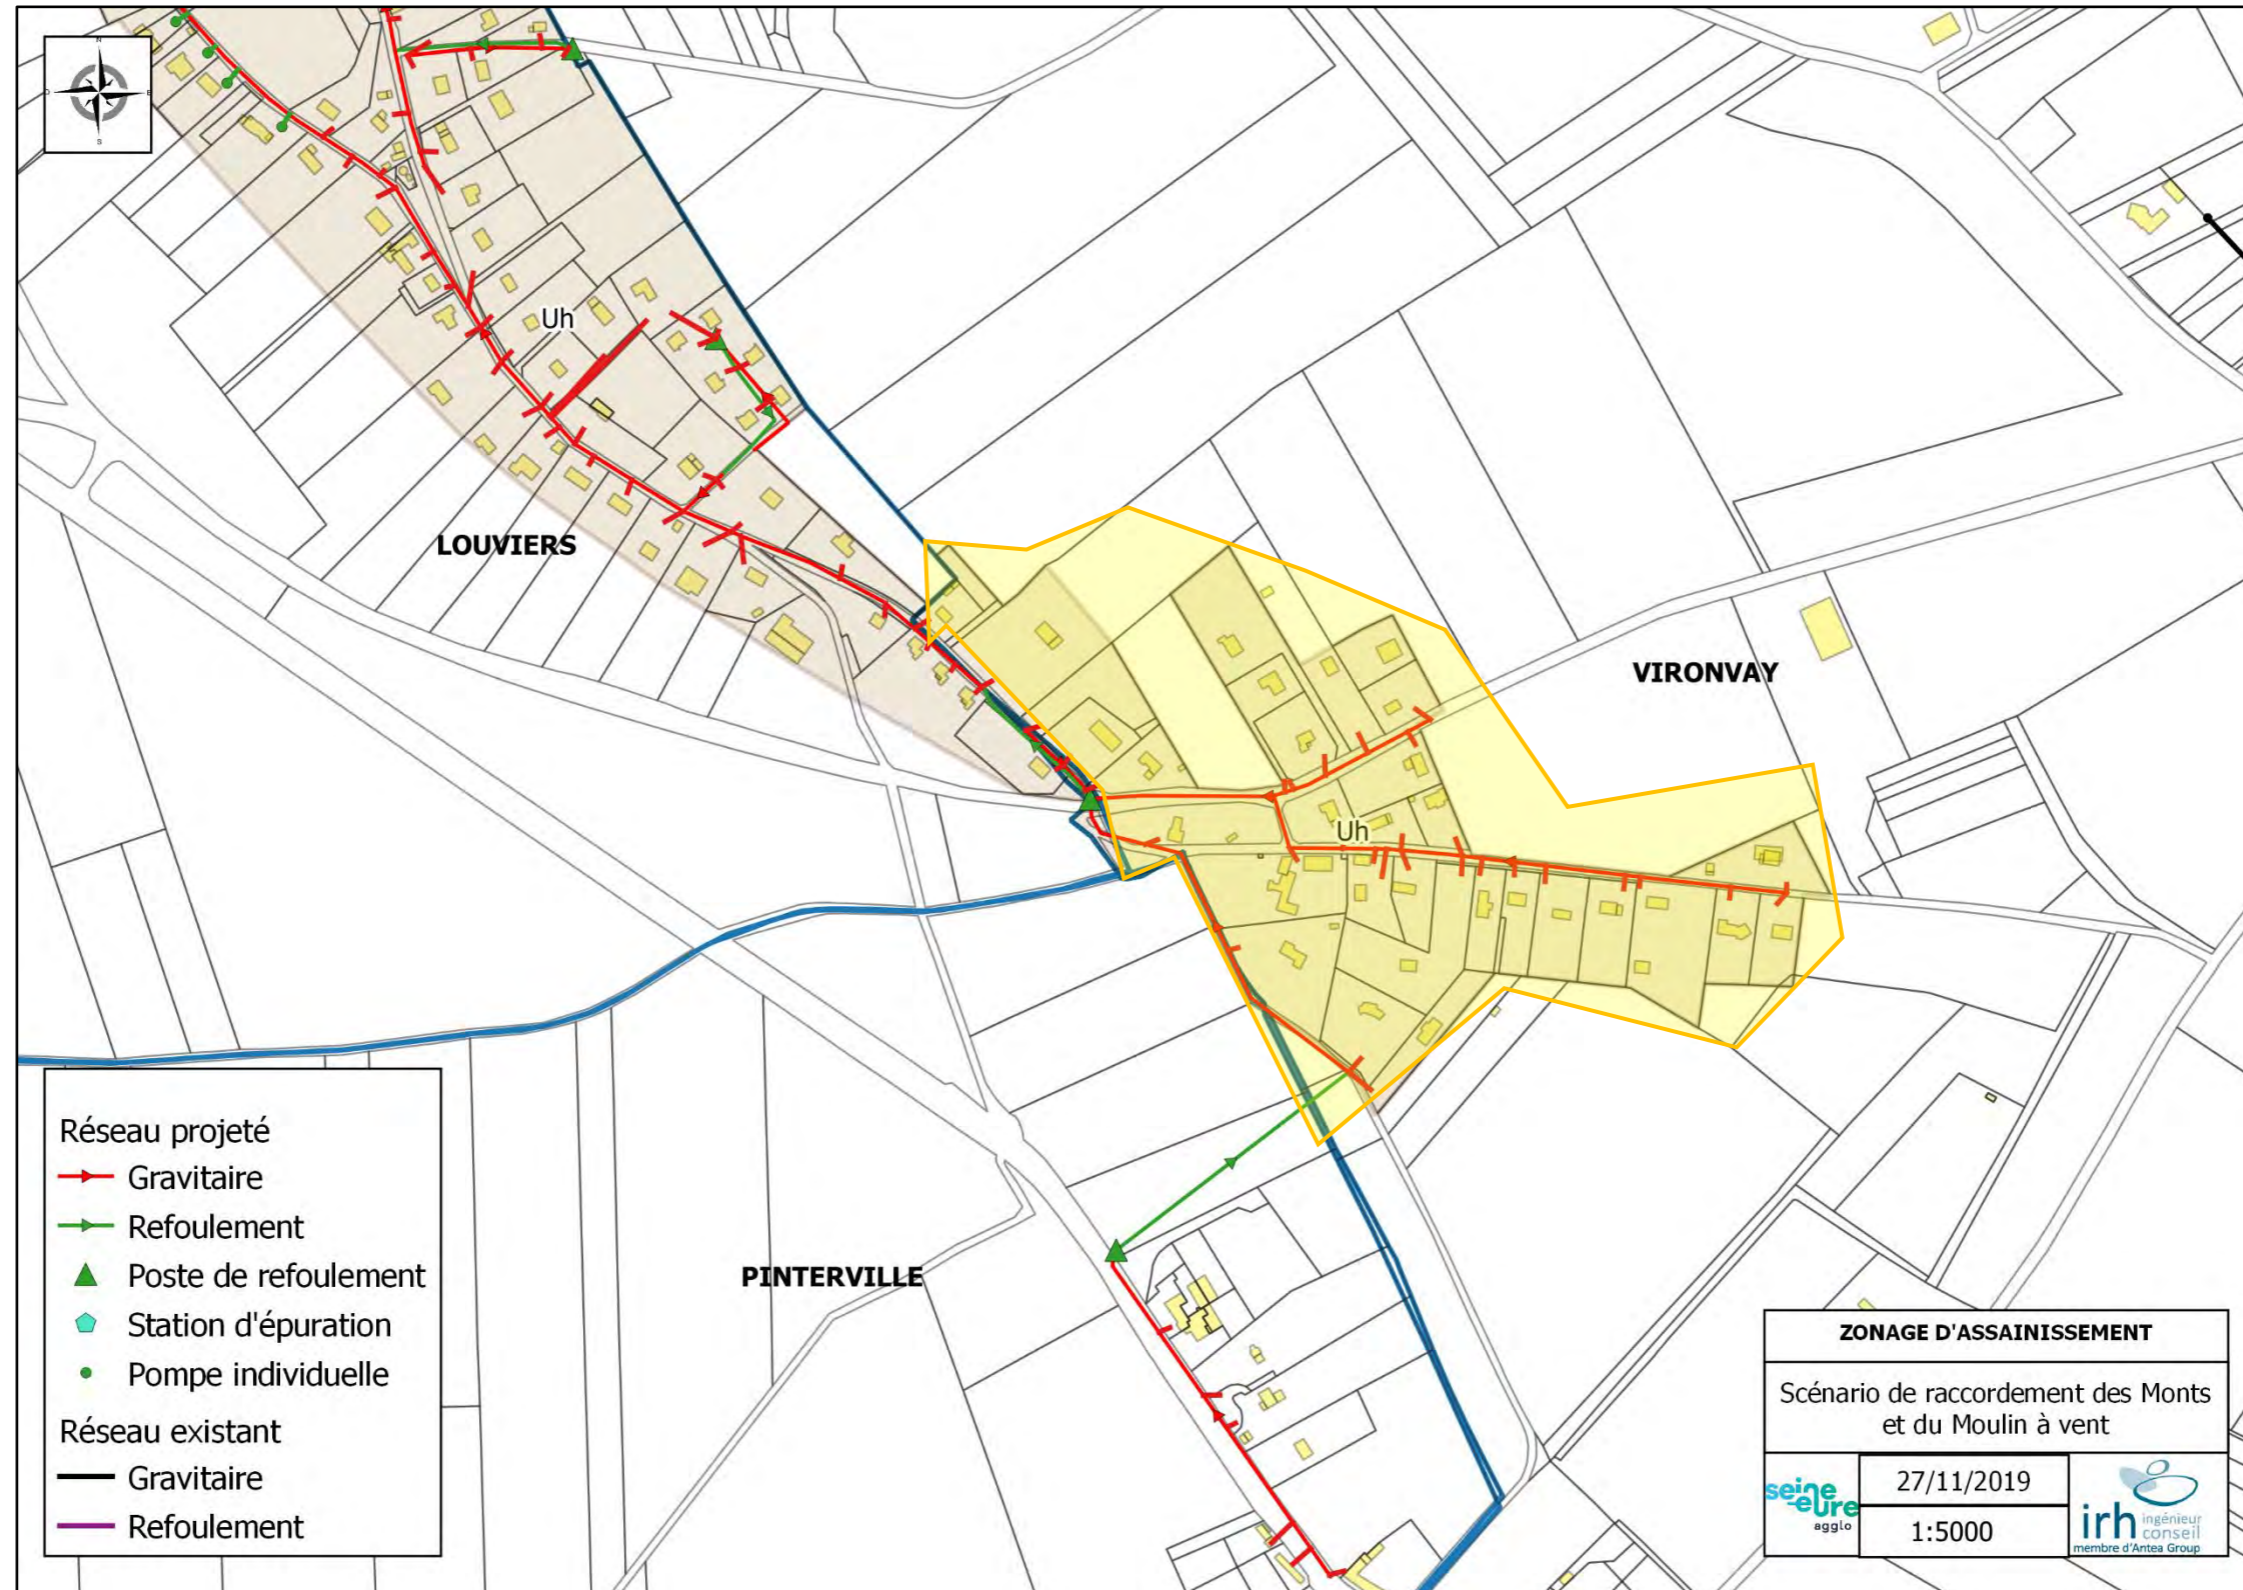 N
O
E
S
Uh
LOUVIERS
VIRONVAY
Uh
PINTERVILLE
Réseau projeté
Gravitaire
Refoulement
Poste de refoulement
Station d'épuration
Pompe individuelle
Réseau existant
Gravitaire
Refoulement
ZONAGE D'ASSAINISSEMENT
Scénario de raccordement des Monts
et du Moulin à vent
seine
eure
agglo
27/11/2019
1:5000
irh ingénieur
conseil
membre d'Antea Group